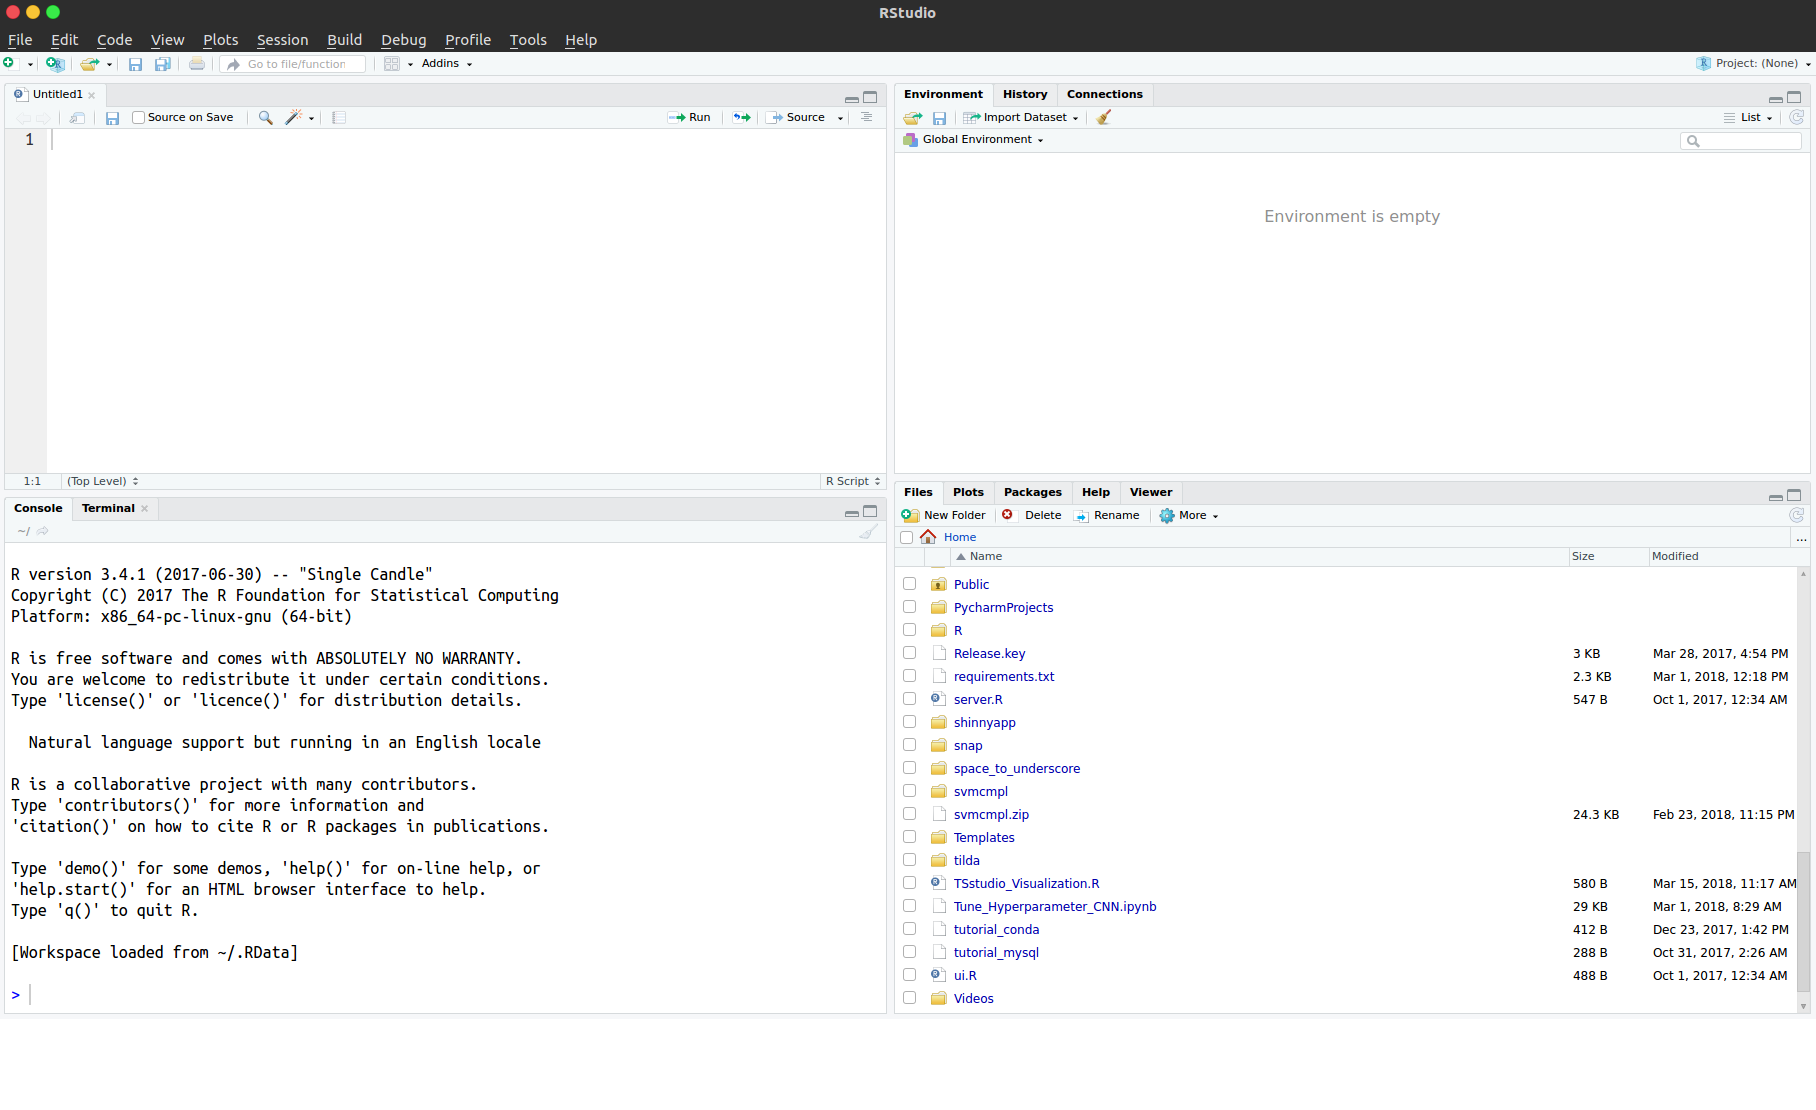 RStudio
File Edit Code View Plots Session Build Debug Profile Tools Help
Go to file/function Addins Project: (None)
Untitled1
Source on Save Run Source
1
1:1 (Top Level) R Script
Console Terminal
~/
R version 3.4.1 (2017-06-30) -- "Single Candle"
Copyright (C) 2017 The R Foundation for Statistical Computing
Platform: x86_64-pc-linux-gnu (64-bit)
R is free software and comes with ABSOLUTELY NO WARRANTY.
You are welcome to redistribute it under certain conditions.
Type 'license()' or 'licence()' for distribution details.
Natural language support but running in an English locale
R is a collaborative project with many contributors.
Type 'contributors()' for more information and
'citation()' on how to cite R or R packages in publications.
Type 'demo()' for some demos, 'help()' for on-line help, or
'help.start()' for an HTML browser interface to help.
Type 'q()' to quit R.
[Workspace loaded from ~/.RData]
>
Environment History Connections
Import Dataset List
Global Environment
Environment is empty
Files Plots Packages Help Viewer
New Folder Delete Rename More
Home ...
Name Size Modified
Public
PycharmProjects
R
Release.key 3 KB Mar 28, 2017, 4:54 PM
requirements.txt 2.3 KB Mar 1, 2018, 12:18 PM
server.R 547 B Oct 1, 2017, 12:34 AM
shinnyapp
snap
space_to_underscore
svmcmpl
svmcmpl.zip 24.3 KB Feb 23, 2018, 11:15 PM
Templates
tilda
TSstudio_Visualization.R 580 B Mar 15, 2018, 11:17 AM
Tune_Hyperparameter_CNN.ipynb 29 KB Mar 1, 2018, 8:29 AM
tutorial_conda 412 B Dec 23, 2017, 1:42 PM
tutorial_mysql 288 B Oct 31, 2017, 2:26 AM
ui.R 488 B Oct 1, 2017, 12:34 AM
Videos